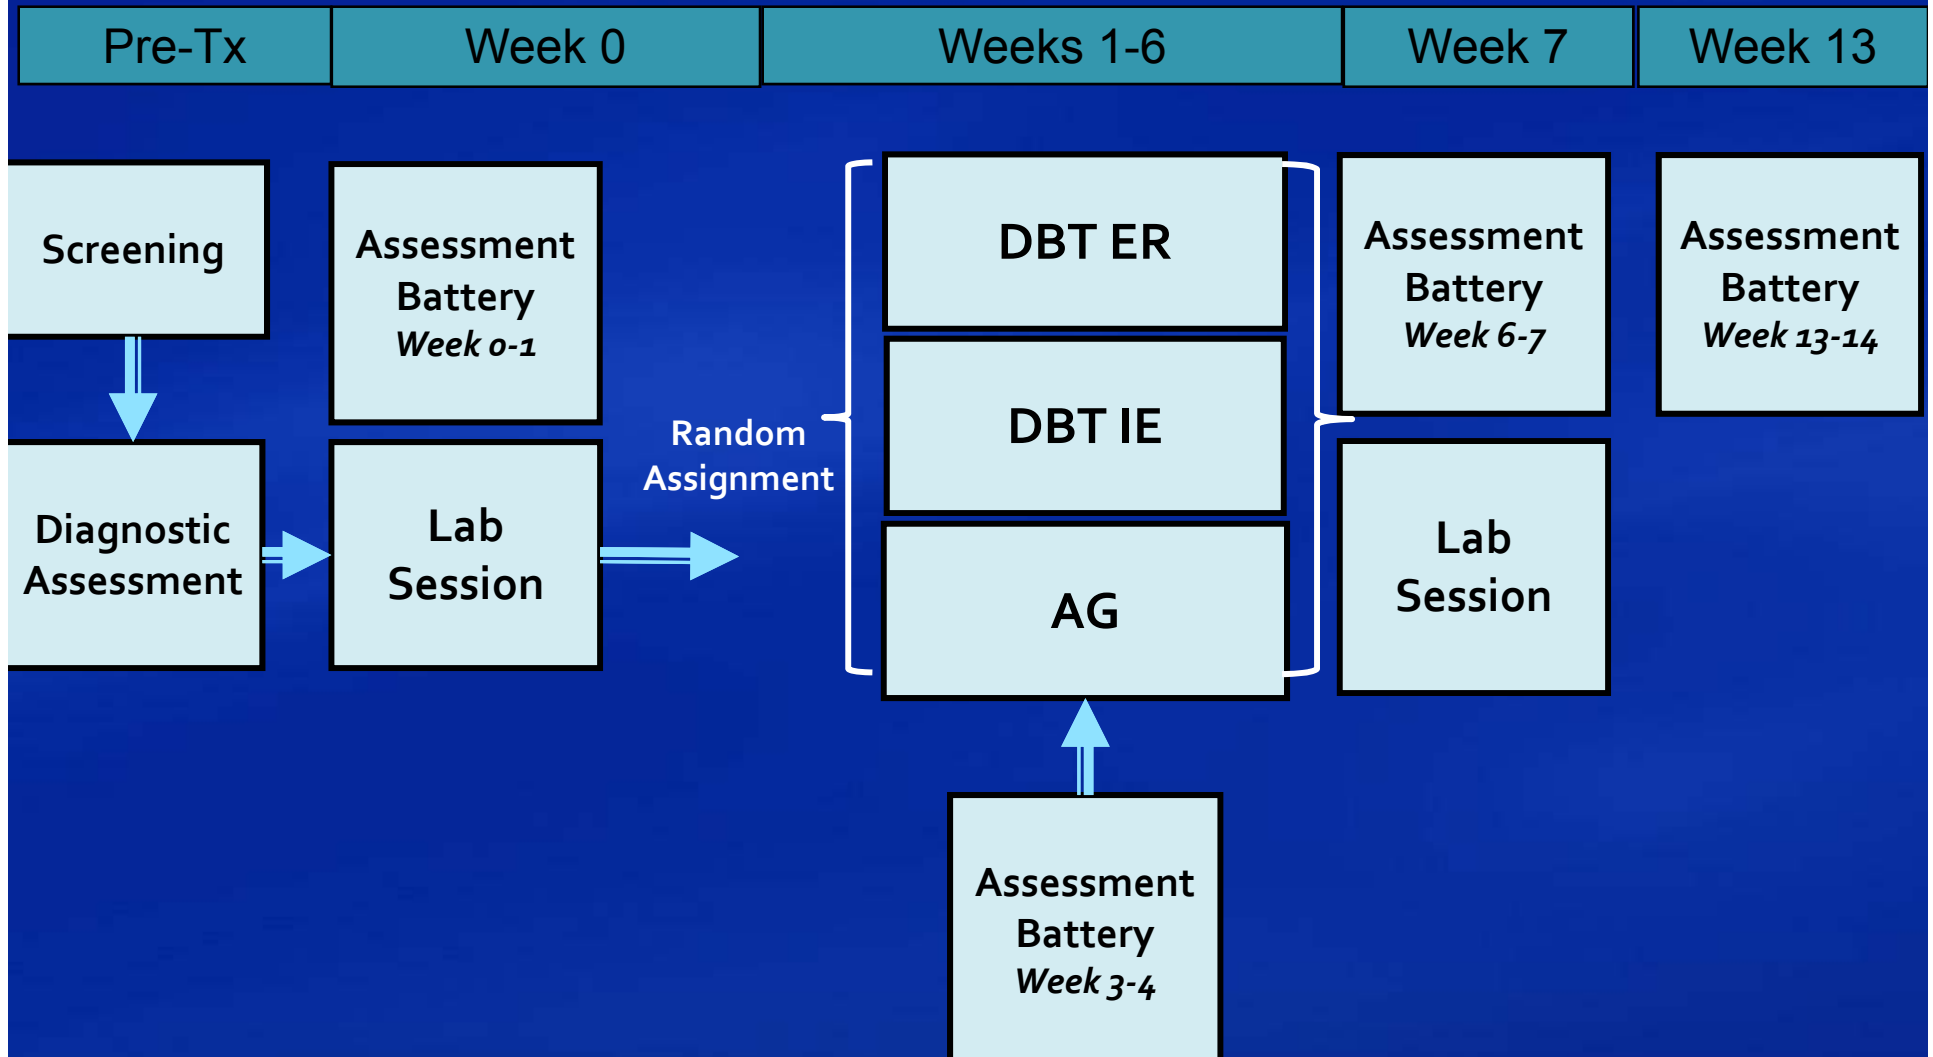 Pre-Tx
Week 0
Weeks 1-6
Week 7
Week 13
Screening
Diagnostic
Assessment
Assessment
Battery
Week 0-1
Lab
Session
Random
Assignment
DBT ER
DBT IE
AG
Assessment
Battery
Week 3-4
Assessment
Battery
Week 6-7
Lab
Session
Assessment
Battery
Week 13-14